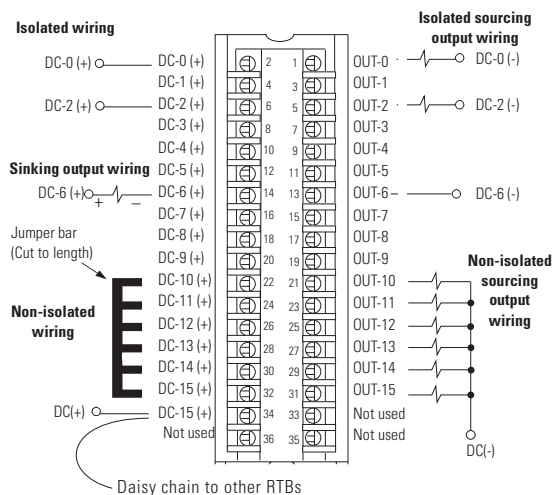 Isolated wiring
Isolated sourcing
output wiring
DC-0 (+) DC-0 (+) 2 1 OUT-0 DC-0 (-)
DC-1 (+) 4 3 OUT-1
DC-2 (+) DC-2 (+) 6 5 OUT-2 DC-2 (-)
DC-3 (+) 8 7 OUT-3
DC-4 (+) 10 9 OUT-4
DC-5 (+) 12 11 OUT-5
Sinking output wiring
DC-6 (+) + – DC-6 (+) 14 13 OUT-6 DC-6 (-)
DC-7 (+) 16 15 OUT-7
DC-8 (+) 18 17 OUT-8
DC-9 (+) 20 19 OUT-9
Jumper bar
(Cut to length)
DC-10 (+) 22 21 OUT-10
DC-11 (+) 24 23 OUT-11
DC-12 (+) 26 25 OUT-12
DC-13 (+) 28 27 OUT-13
DC-14 (+) 30 29 OUT-14
DC-15 (+) 32 31 OUT-15
Non-isolated
wiring
Non-isolated
sourcing
output
wiring
DC(+) DC-15 (+) 34 33 Not used
Not used 36 35 Not used
DC(-)
Daisy chain to other RTBs